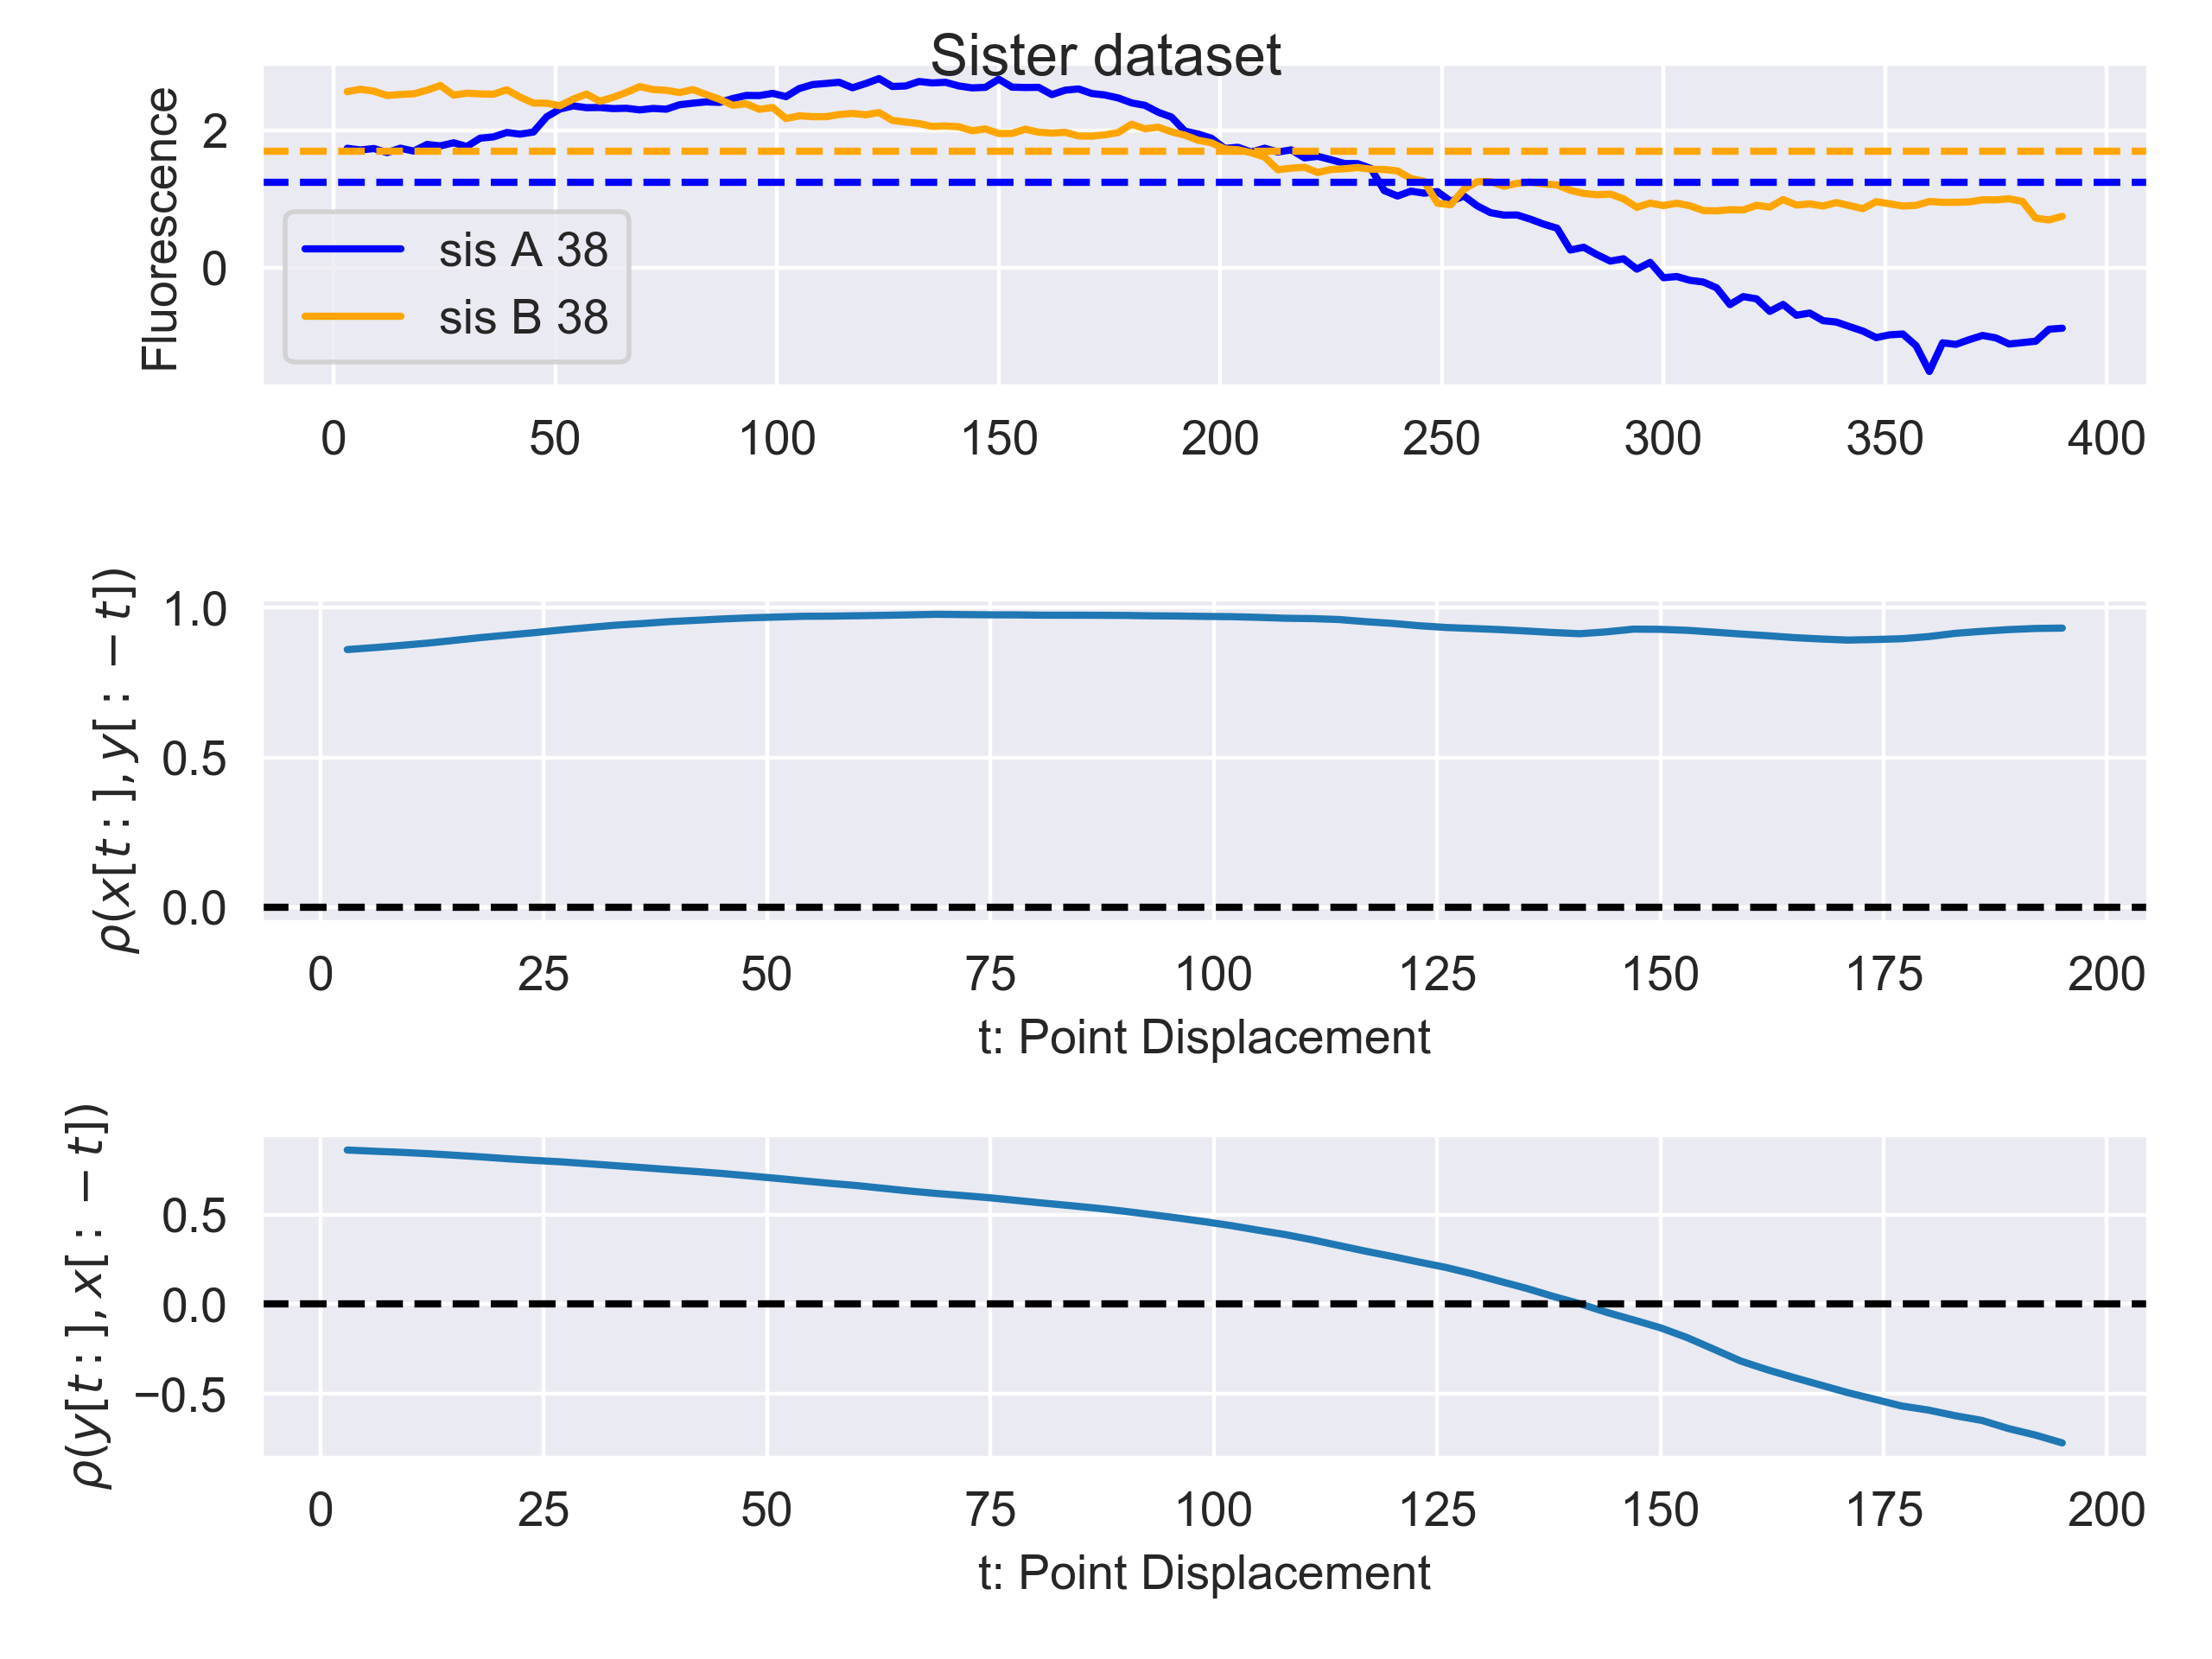 Sister dataset
Fluorescence
2
0
sis A 38
sis B 38
0 50 100 150 200 250 300 350 400
ρ(x[t:], y[: − t])
1.0
0.5
0.0
0 25 50 75 100 125 150 175 200
t: Point Displacement
ρ(y[t:], x[: − t])
0.5
0.0
−0.5
0 25 50 75 100 125 150 175 200
t: Point Displacement